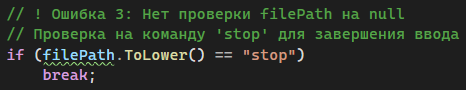 // ! Ошибка 3: Нет проверки filePath на null
// Проверка на команду 'stop' для завершения ввода
if (filePath.ToLower() == "stop")
    break;